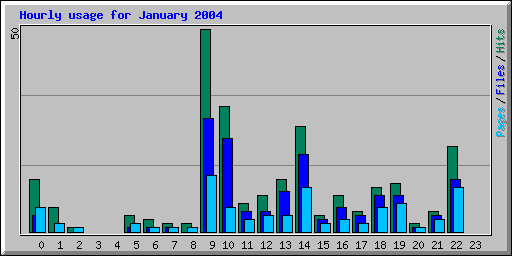 Hourly usage for January 2004
50
Pages/Files/Hits
0 1 2 3 4 5 6 7 8 9 10 11 12 13 14 15 16 17 18 19 20 21 22 23